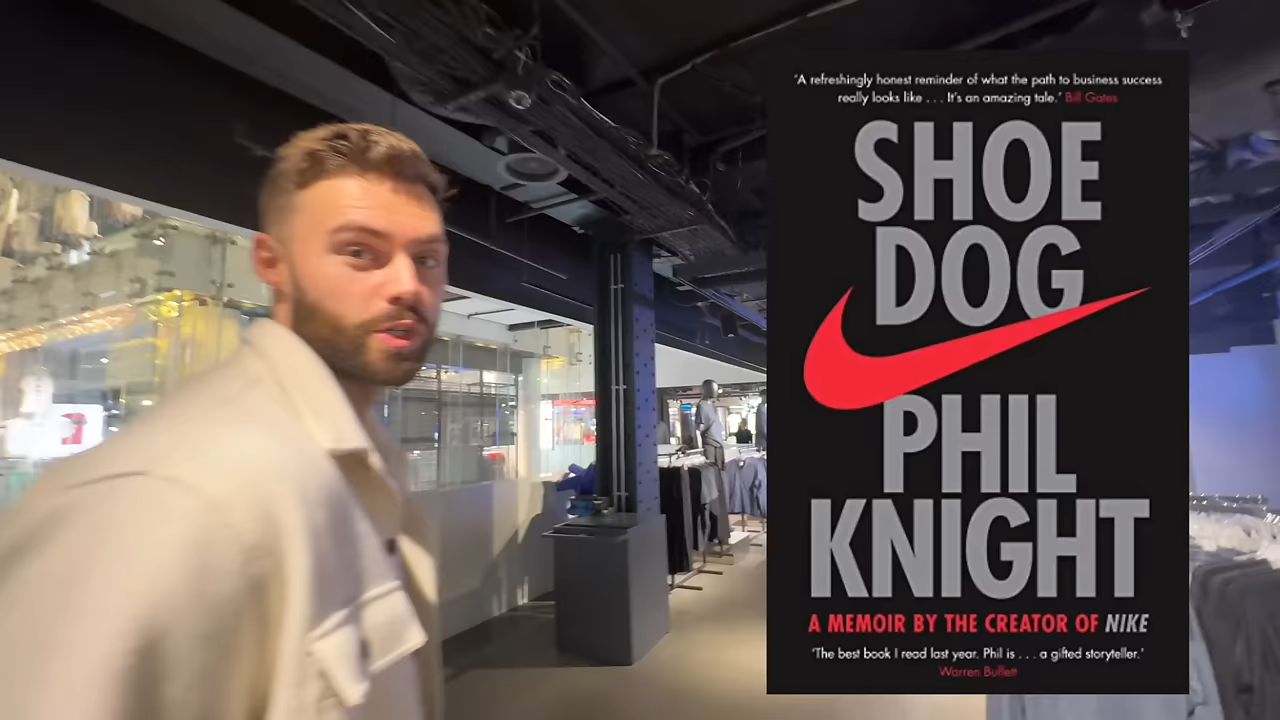 'A refreshingly honest reminder of what the path to business success
really looks like . . . It's an amazing tale.' Bill Gates
SHOE
DOG
PHIL
KNIGHT
A MEMOIR BY THE CREATOR OF NIKE
'The best book I read last year. Phil is . . . a gifted storyteller.'
Warren Buffett